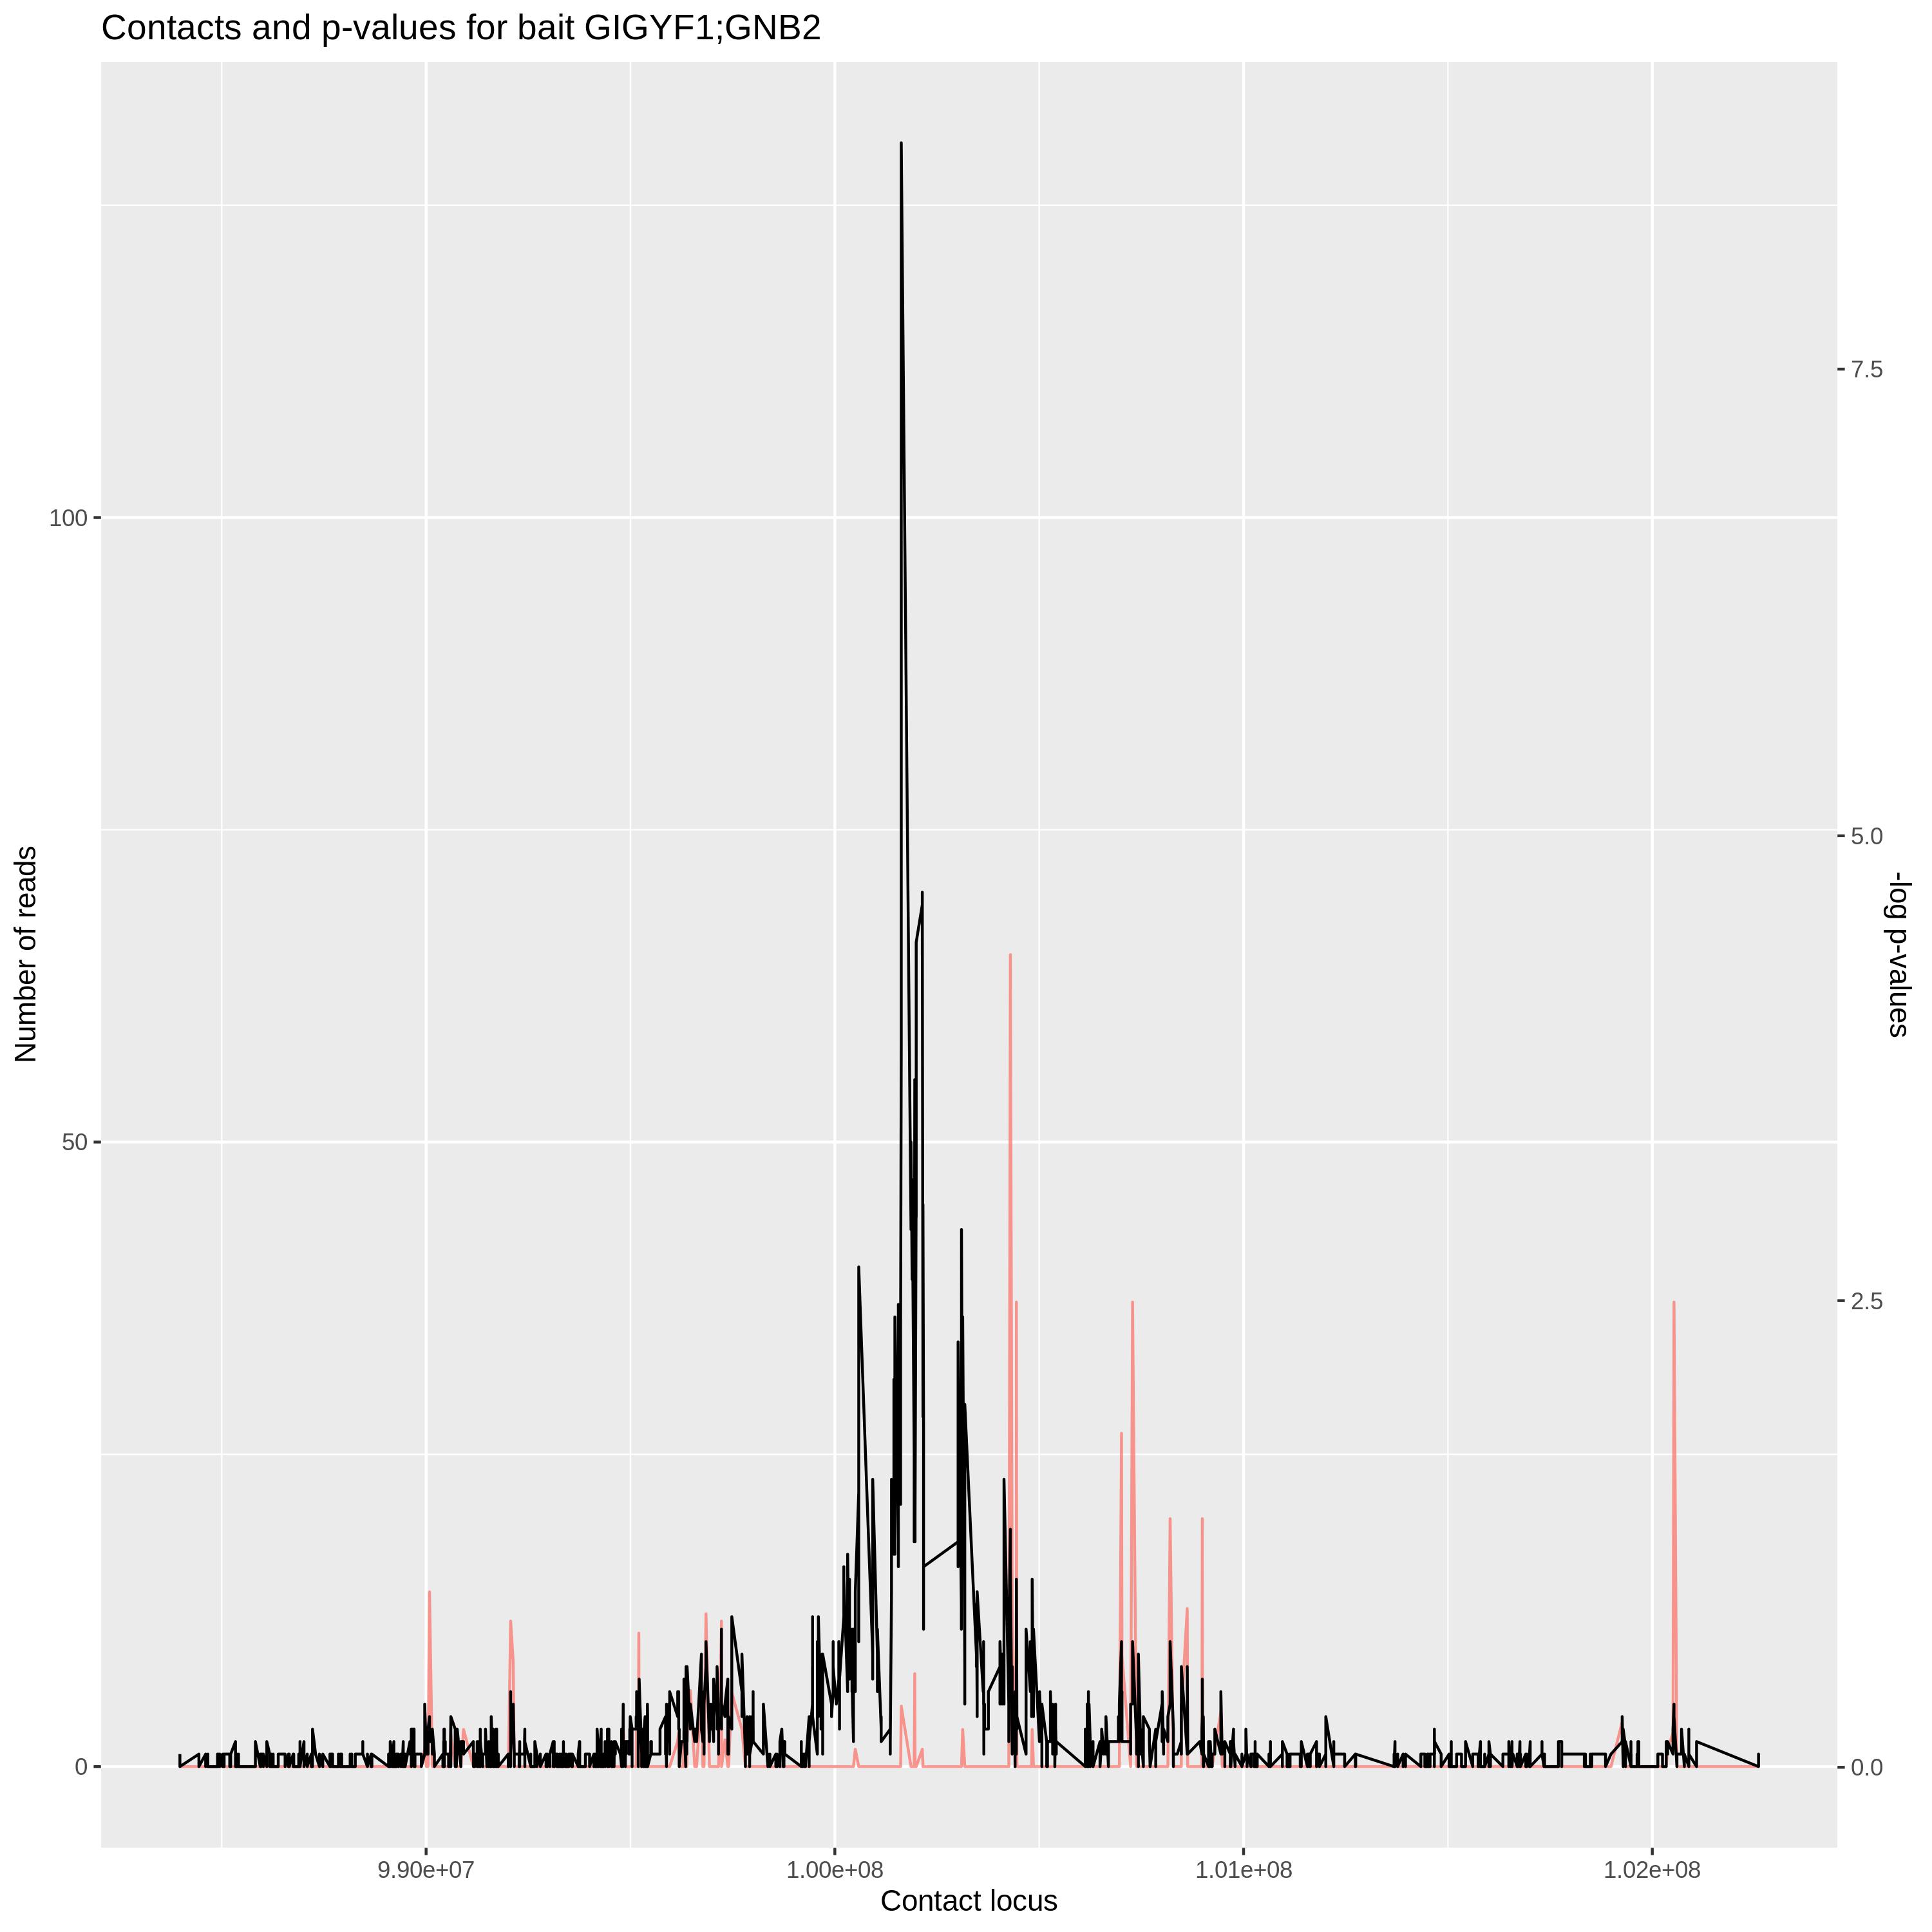 Contacts and p-values for bait GIGYF1;GNB2
Number of reads
100
50
0
7.5
5.0
2.5
0.0
-log p-values
9.90e+07
1.00e+08
1.01e+08
1.02e+08
Contact locus